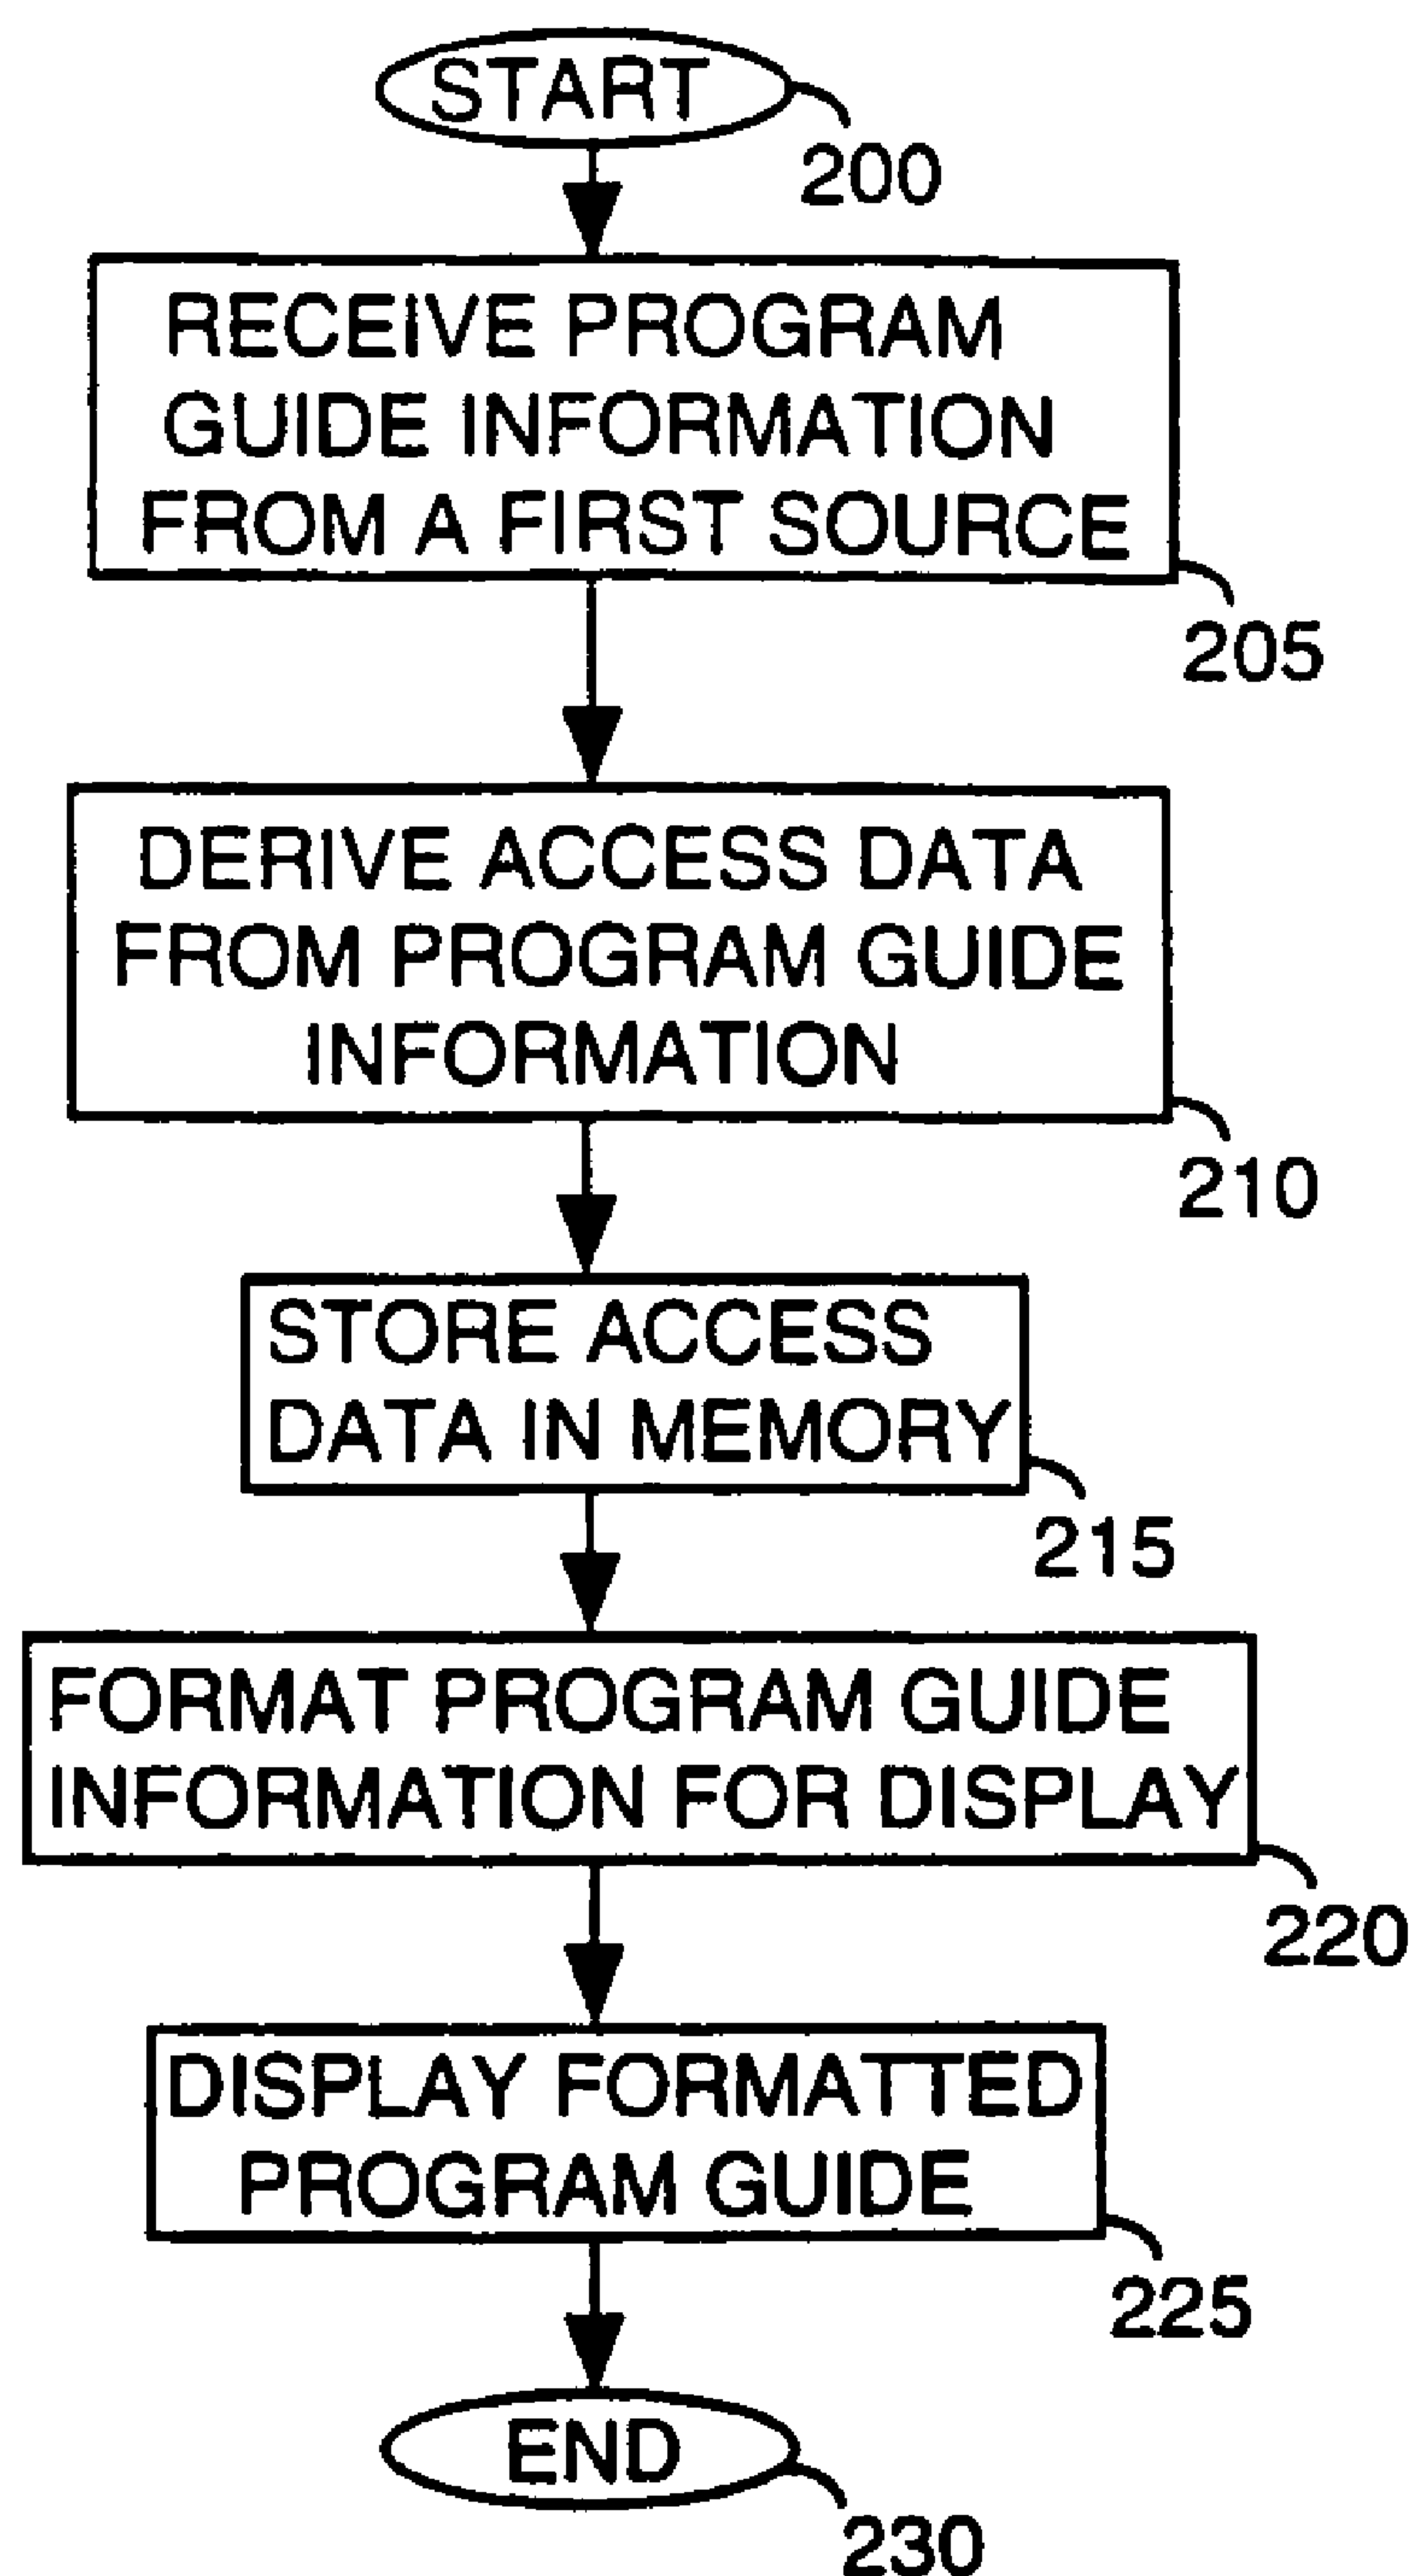 START
200
RECEIVE PROGRAM
GUIDE INFORMATION
FROM A FIRST SOURCE
205
DERIVE ACCESS DATA
FROM PROGRAM GUIDE
INFORMATION
210
STORE ACCESS
DATA IN MEMORY
215
FORMAT PROGRAM GUIDE
INFORMATION FOR DISPLAY
220
DISPLAY FORMATTED
PROGRAM GUIDE
225
END
230